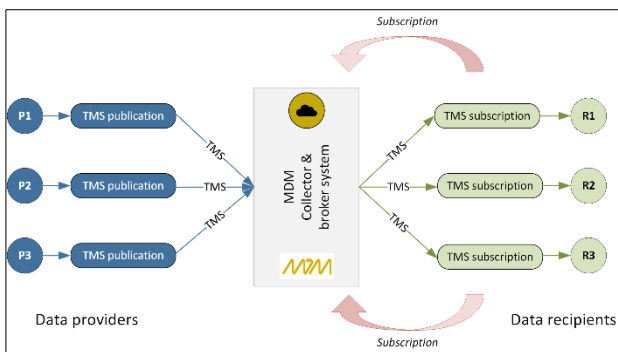 Subscription
P1
TMS publication
TMS
TMS subscription
R1
P2
TMS publication
TMS
MDM
Collector &
broker system
TMS
TMS subscription
R2
TMS
P3
TMS publication
TMS
MDM
TMS
TMS subscription
R3
Data providers
Data recipients
Subscription